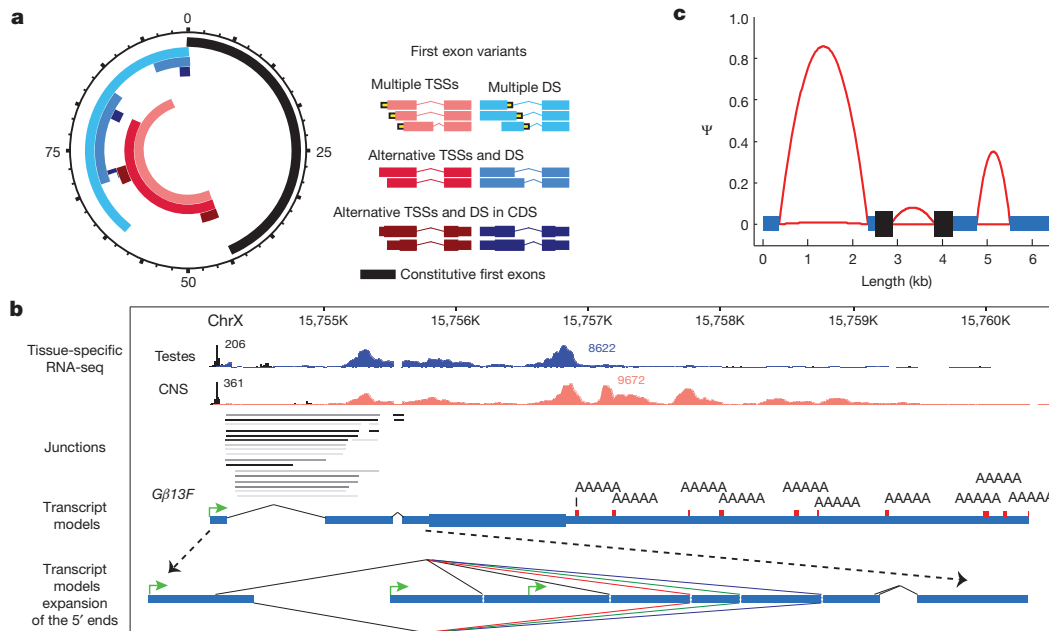 a
0
25
50
75
First exon variants
Multiple TSSs
Multiple DS
Alternative TSSs and DS
Alternative TSSs and DS in CDS
Constitutive first exons
c
1.0
0.8
0.6
0.4
0.2
0
Ψ
0 1 2 3 4 5 6
Length (kb)
b
ChrX 15,755K 15,756K 15,757K 15,758K 15,759K 15,760K
Tissue-specific
RNA-seq
Testes
206
8622
CNS
361
9672
Junctions
Gβ13F
Transcript
models
AAAAA
AAAAA
AAAAA
AAAAA
AAAAA
AAAAA
AAAAA
AAAAA
AAAAA
AAAAA
Transcript
models
expansion
of the 5′ ends